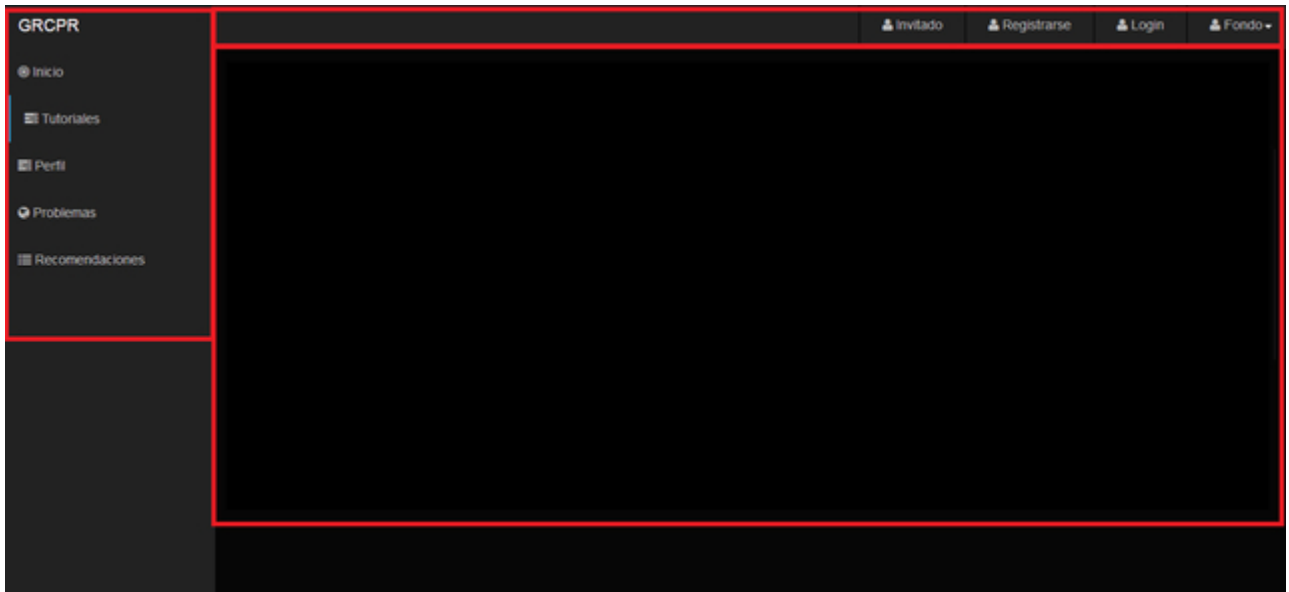 GRCPR
Invitado Registrarse Login Fondo
Inicio
Tutoriales
Perfil
Problemas
Recomendaciones